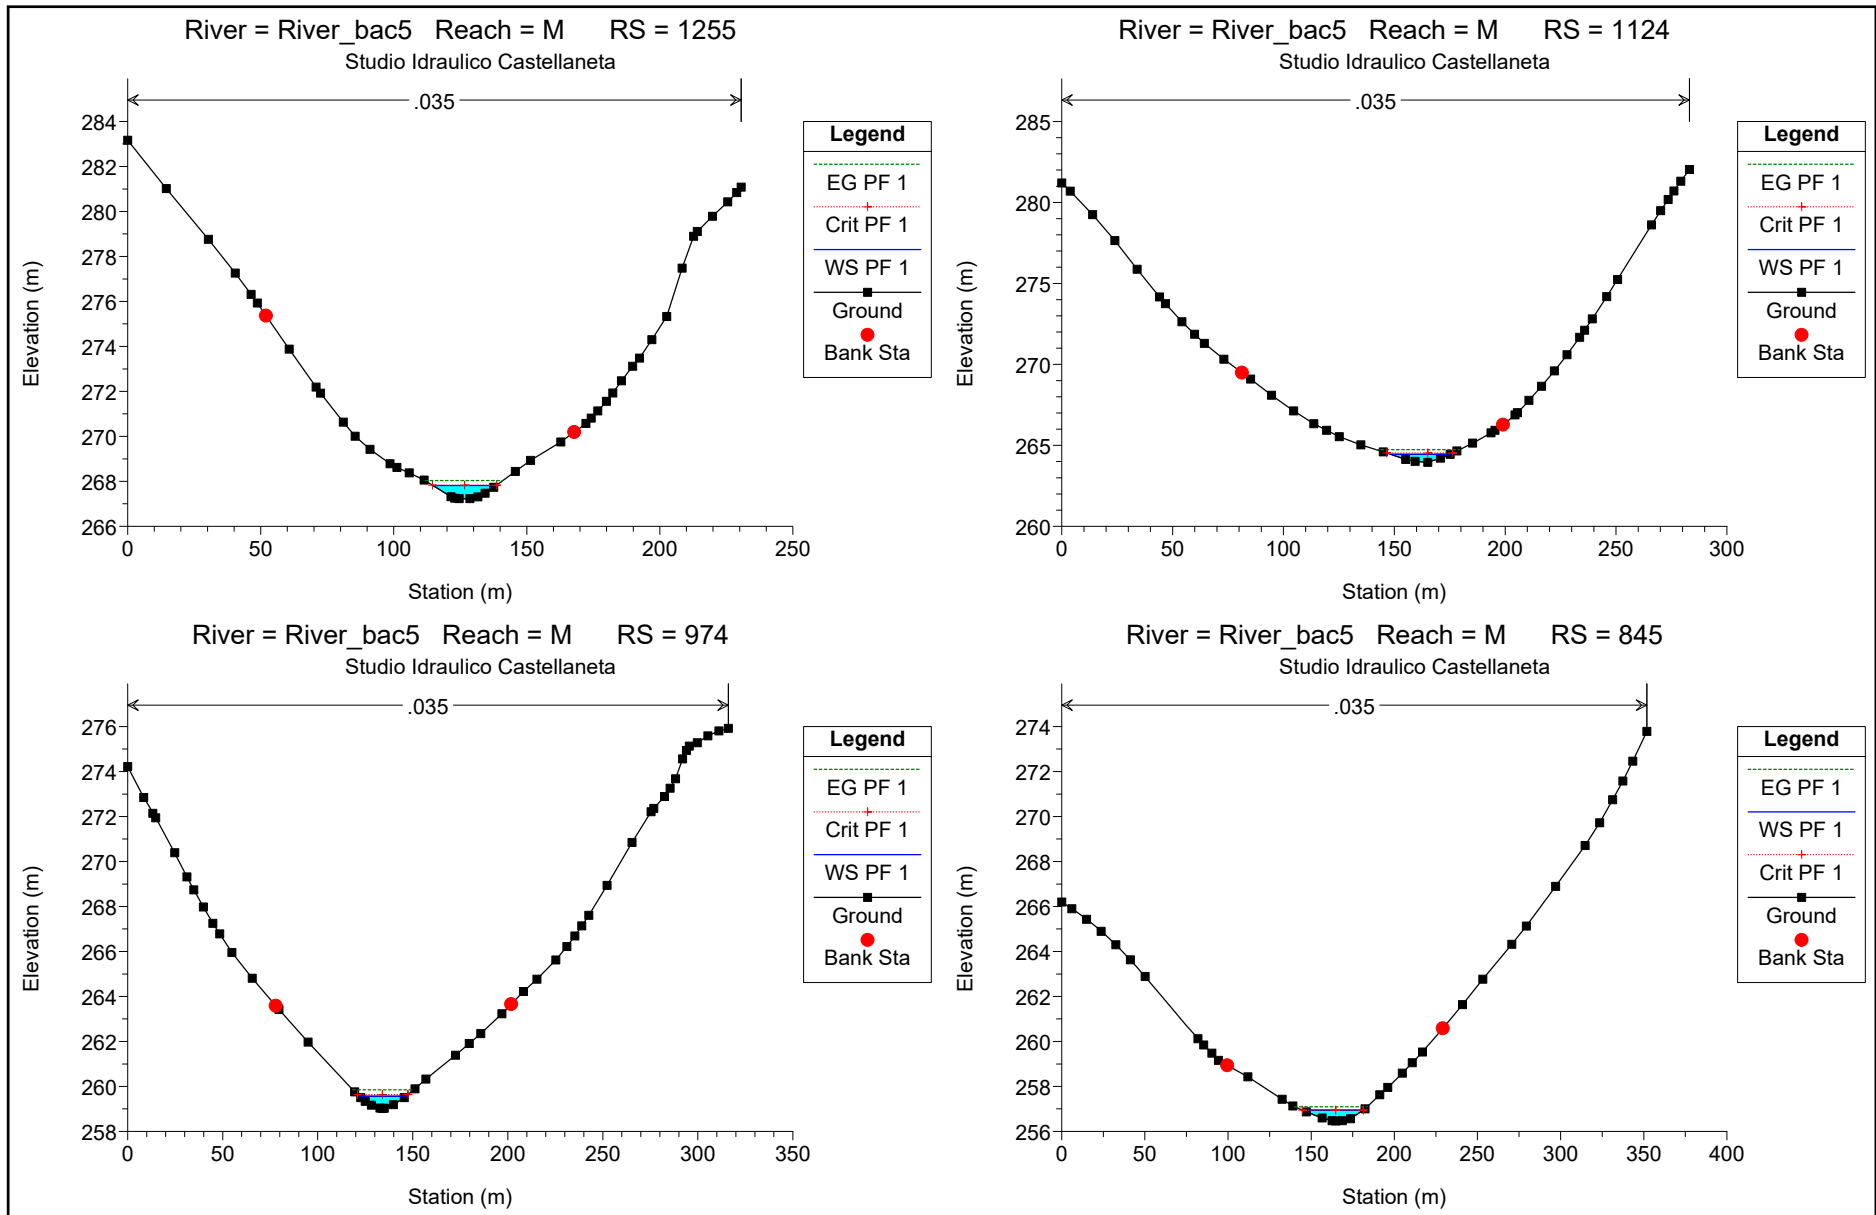 River = River_bac5 Reach = M RS = 1255
Studio Idraulico Castellaneta
.035
284
282
280
278
276
274
272
270
268
266
0 50 100 150 200 250
Station (m)
Elevation (m)
Legend
EG PF 1
Crit PF 1
WS PF 1
Ground
Bank Sta
River = River_bac5 Reach = M RS = 1124
Studio Idraulico Castellaneta
.035
285
280
275
270
265
260
0 50 100 150 200 250 300
Station (m)
Elevation (m)
Legend
EG PF 1
Crit PF 1
WS PF 1
Ground
Bank Sta
River = River_bac5 Reach = M RS = 974
Studio Idraulico Castellaneta
.035
276
274
272
270
268
266
264
262
260
258
0 50 100 150 200 250 300 350
Station (m)
Elevation (m)
Legend
EG PF 1
Crit PF 1
WS PF 1
Ground
Bank Sta
River = River_bac5 Reach = M RS = 845
Studio Idraulico Castellaneta
.035
274
272
270
268
266
264
262
260
258
256
0 50 100 150 200 250 300 350 400
Station (m)
Elevation (m)
Legend
EG PF 1
WS PF 1
Crit PF 1
Ground
Bank Sta